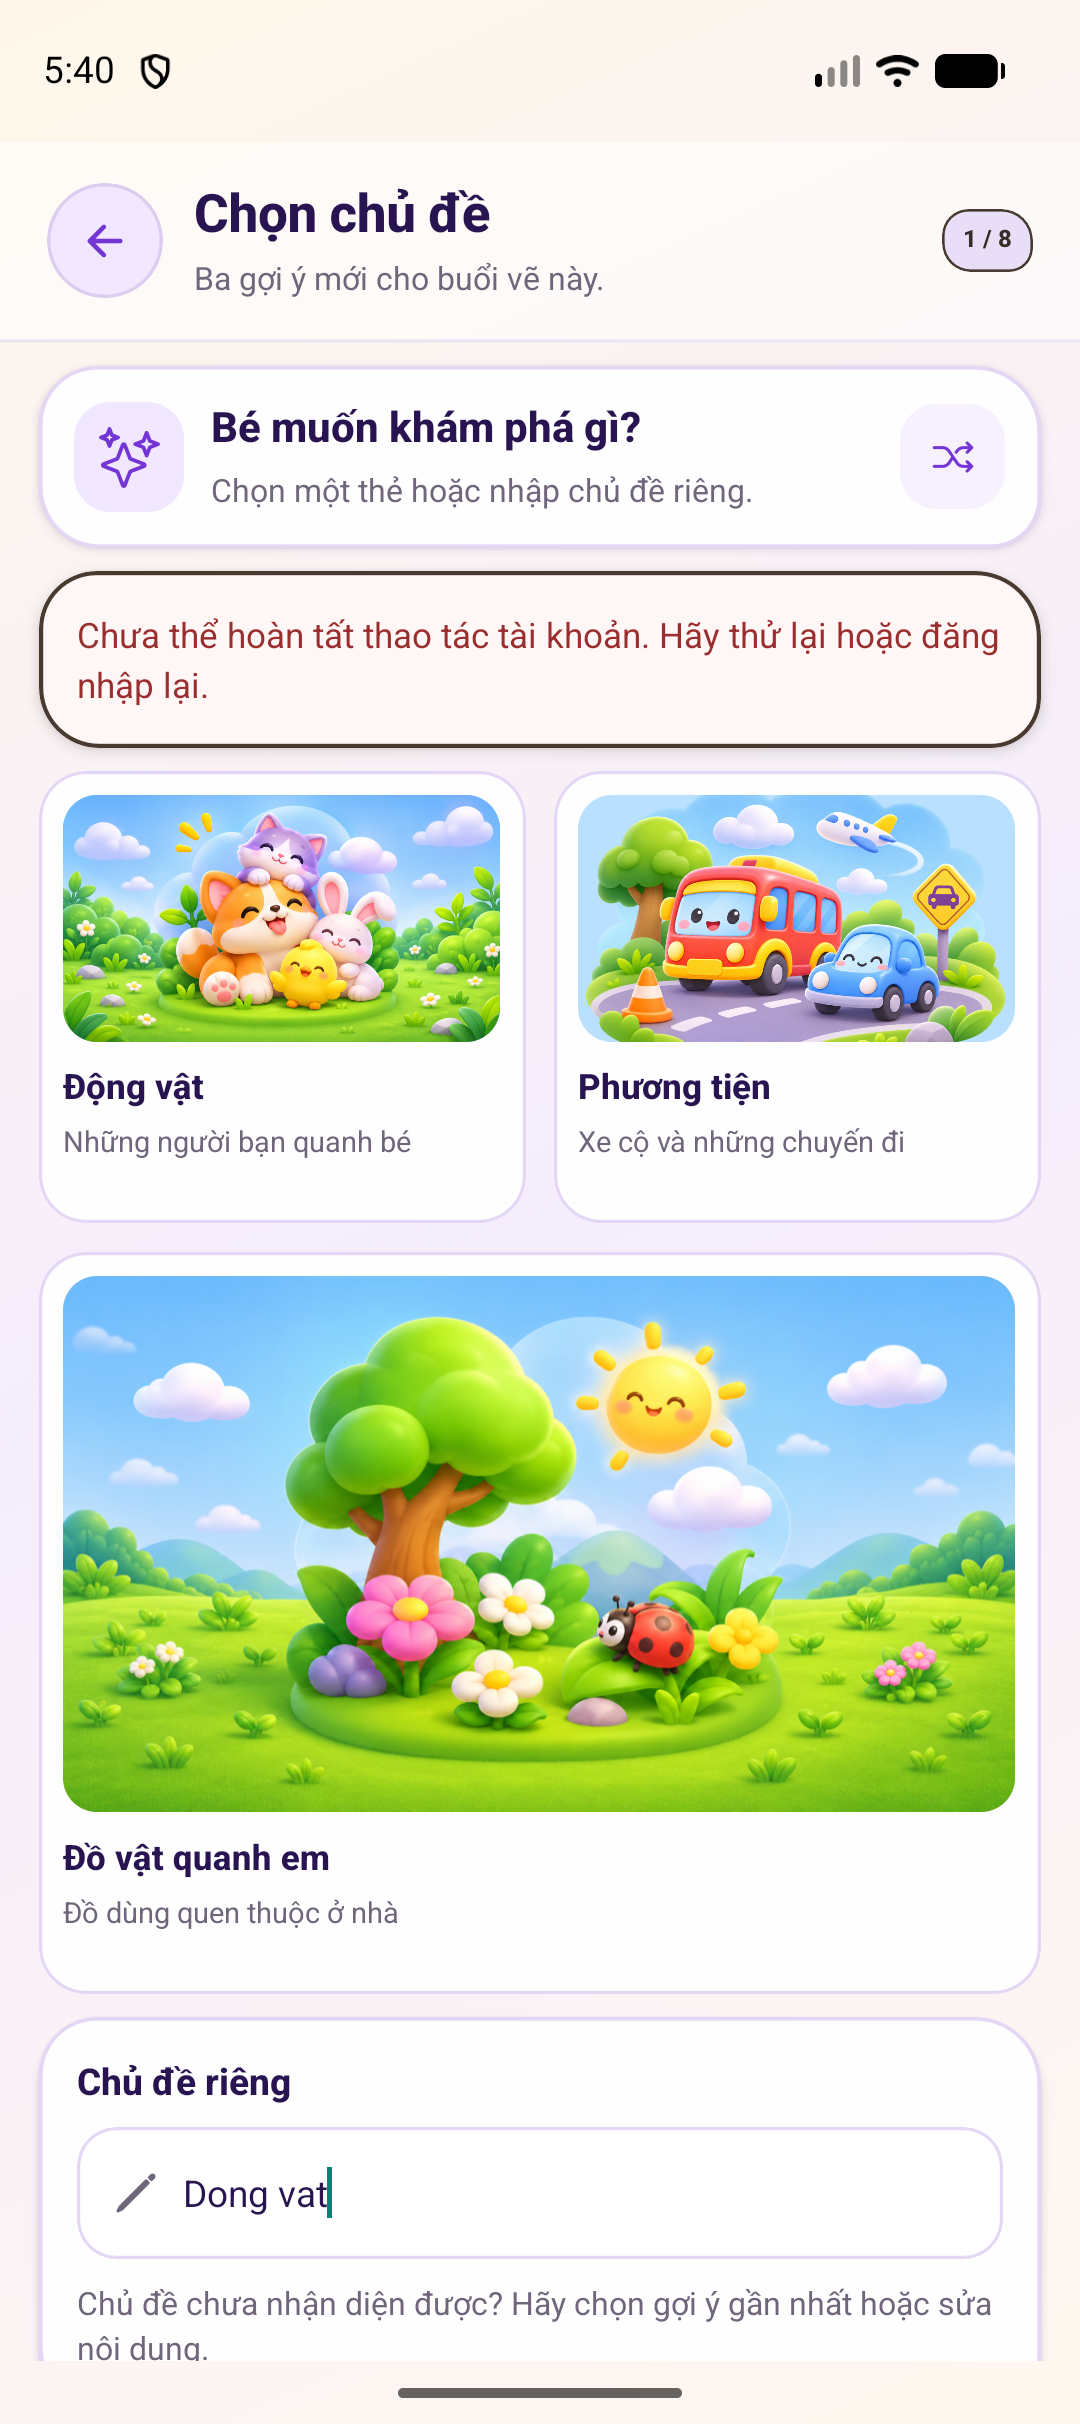 5:40
Chọn chủ đề
Ba gợi ý mới cho buổi vẽ này.
1 / 8
Bé muốn khám phá gì?
Chọn một thẻ hoặc nhập chủ đề riêng.
Chưa thể hoàn tất thao tác tài khoản. Hãy thử lại hoặc đăng
nhập lại.
Động vật
Những người bạn quanh bé
Phương tiện
Xe cộ và những chuyến đi
Đồ vật quanh em
Đồ dùng quen thuộc ở nhà
Chủ đề riêng
Dong vat
Chủ đề chưa nhận diện được? Hãy chọn gợi ý gần nhất hoặc sửa
nội dung.